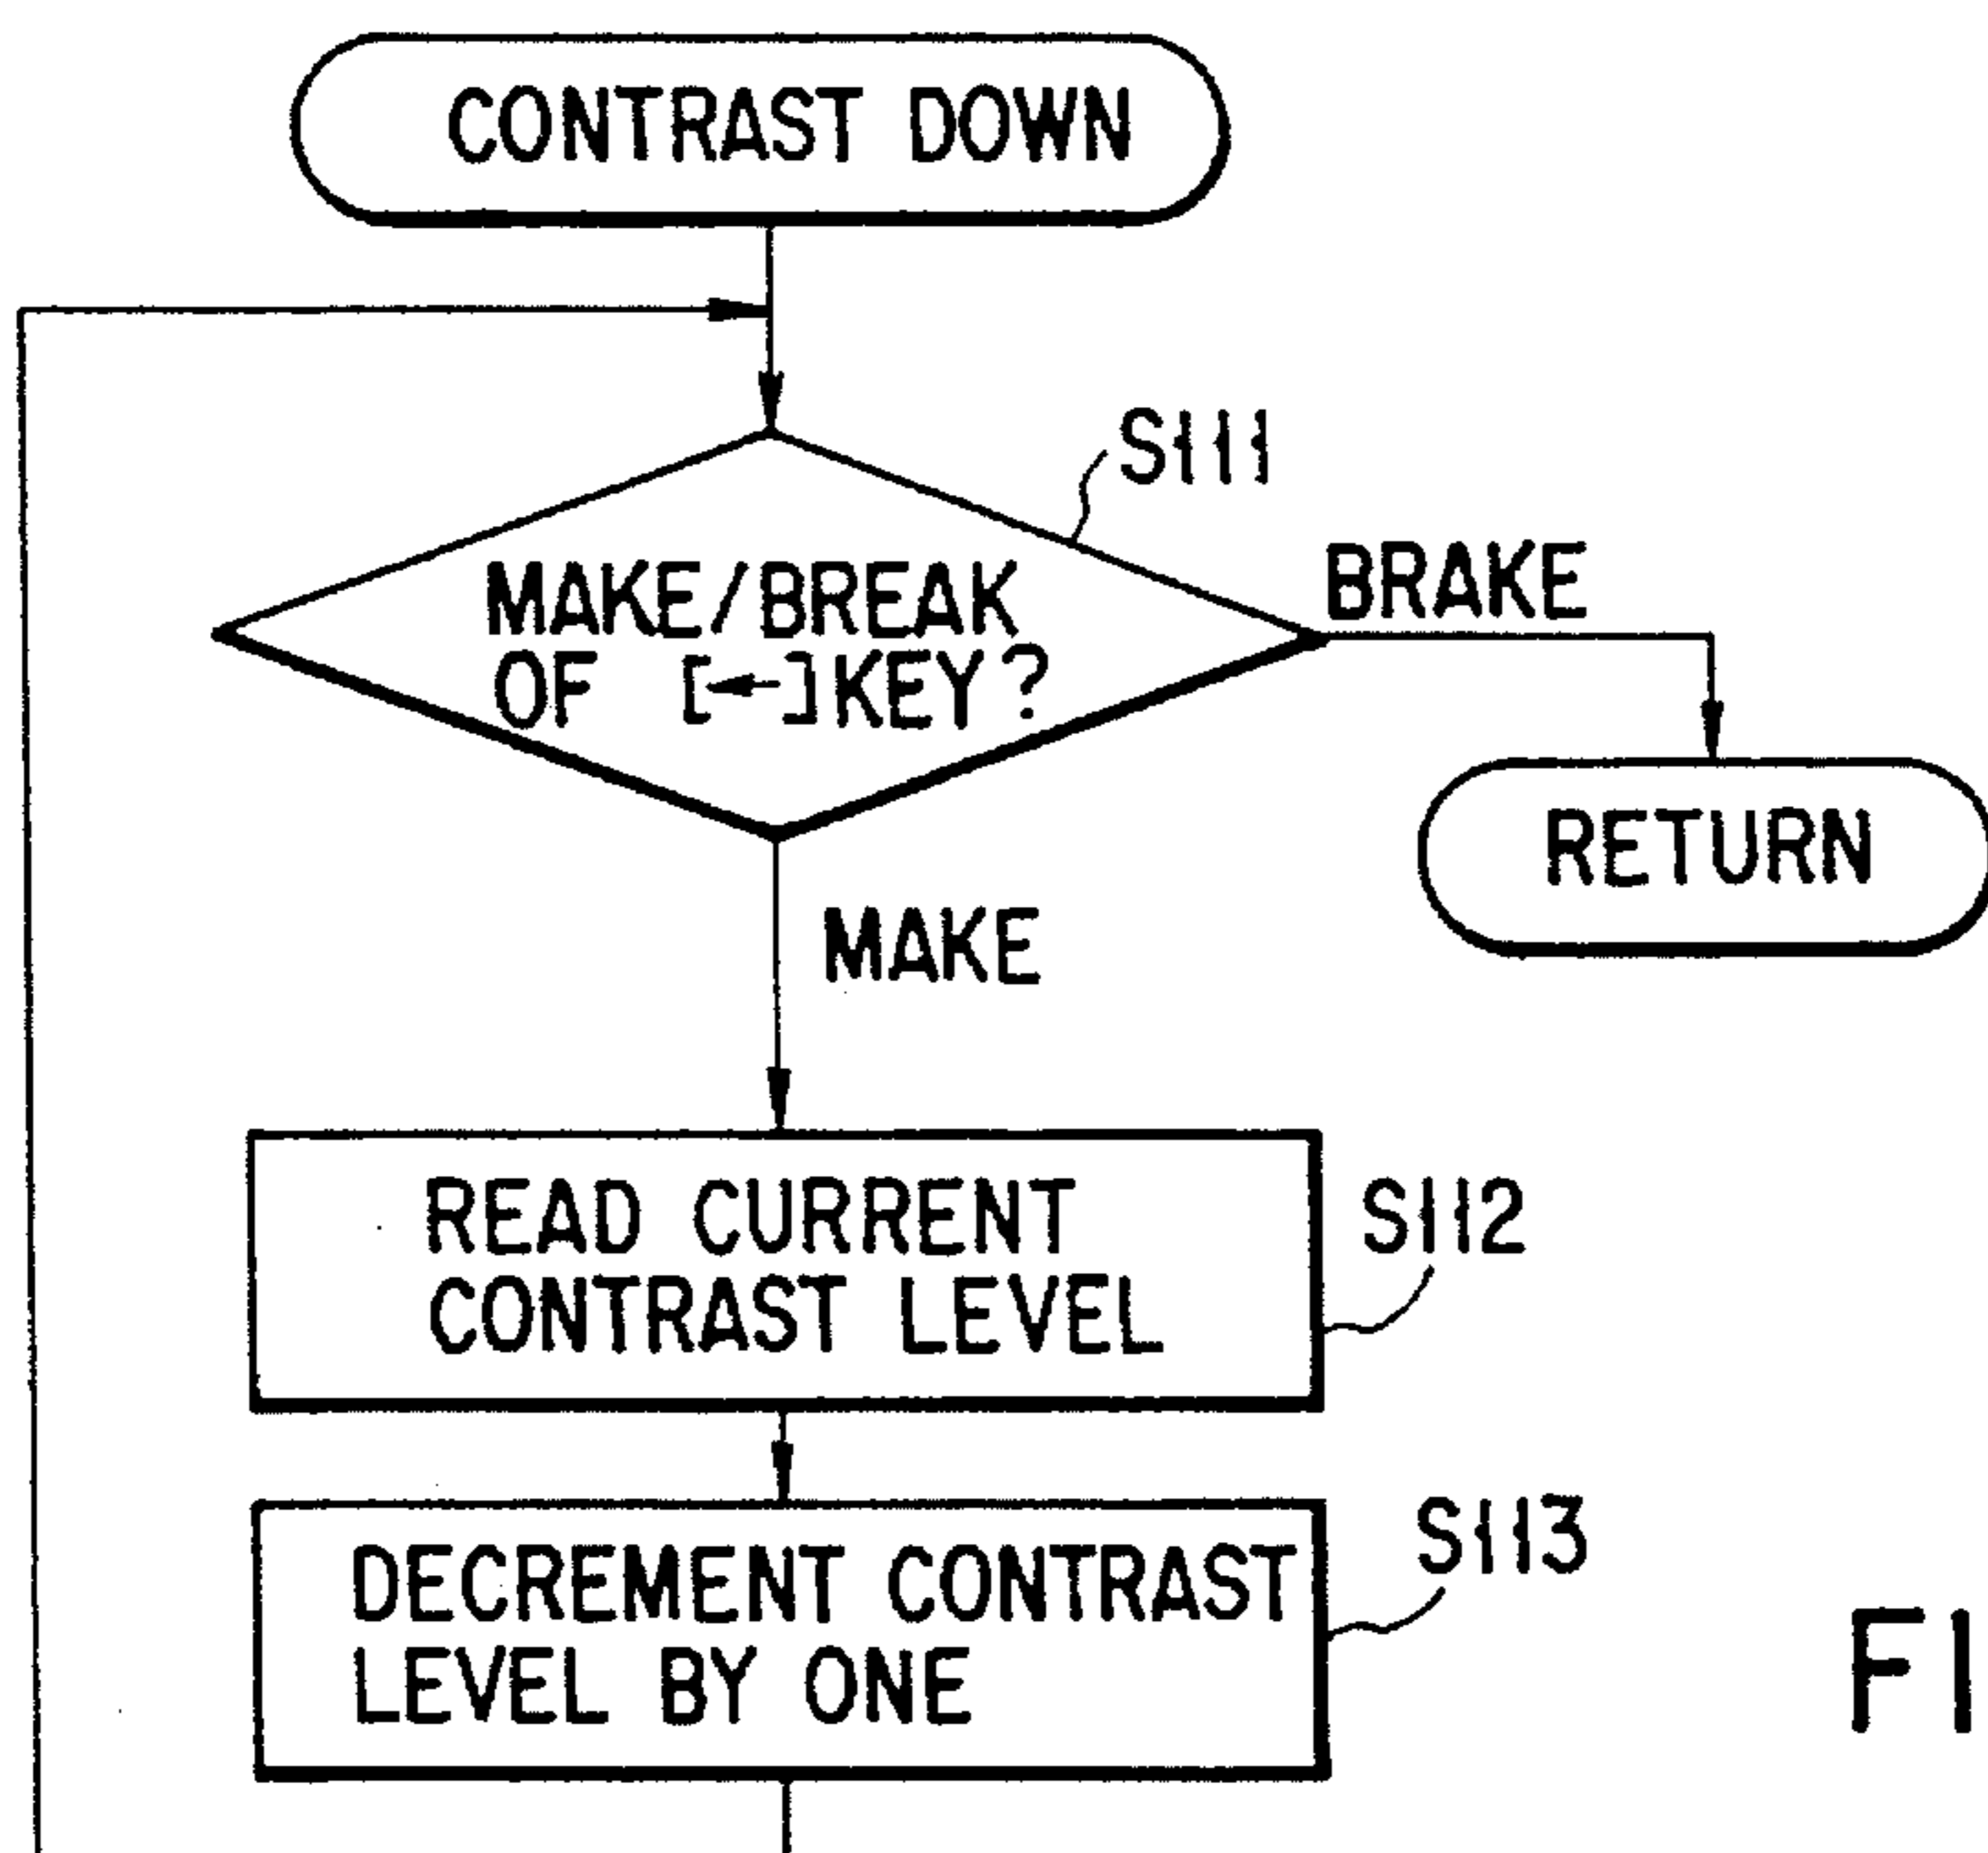 CONTRAST DOWN
S111
MAKE/BREAK
OF [←]KEY?
BRAKE
RETURN
MAKE
READ CURRENT
CONTRAST LEVEL
S112
DECREMENT CONTRAST
LEVEL BY ONE
S113
FI